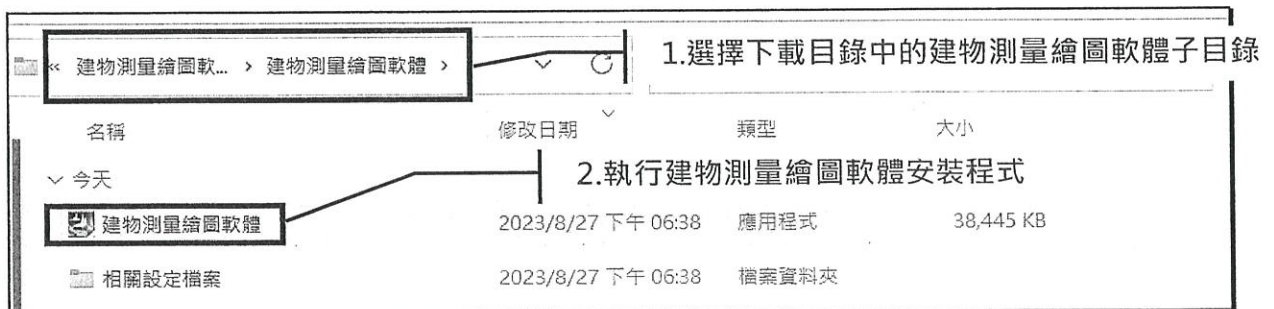 « 建物測量繪圖軟... › 建物測量繪圖軟體 ›
1.選擇下載目錄中的建物測量繪圖軟體子目錄
名稱 修改日期 類型 大小
今天
2.執行建物測量繪圖軟體安裝程式
建物測量繪圖軟體 2023/8/27 下午 06:38 應用程式 38,445 KB
相關設定檔案 2023/8/27 下午 06:38 檔案資料夾